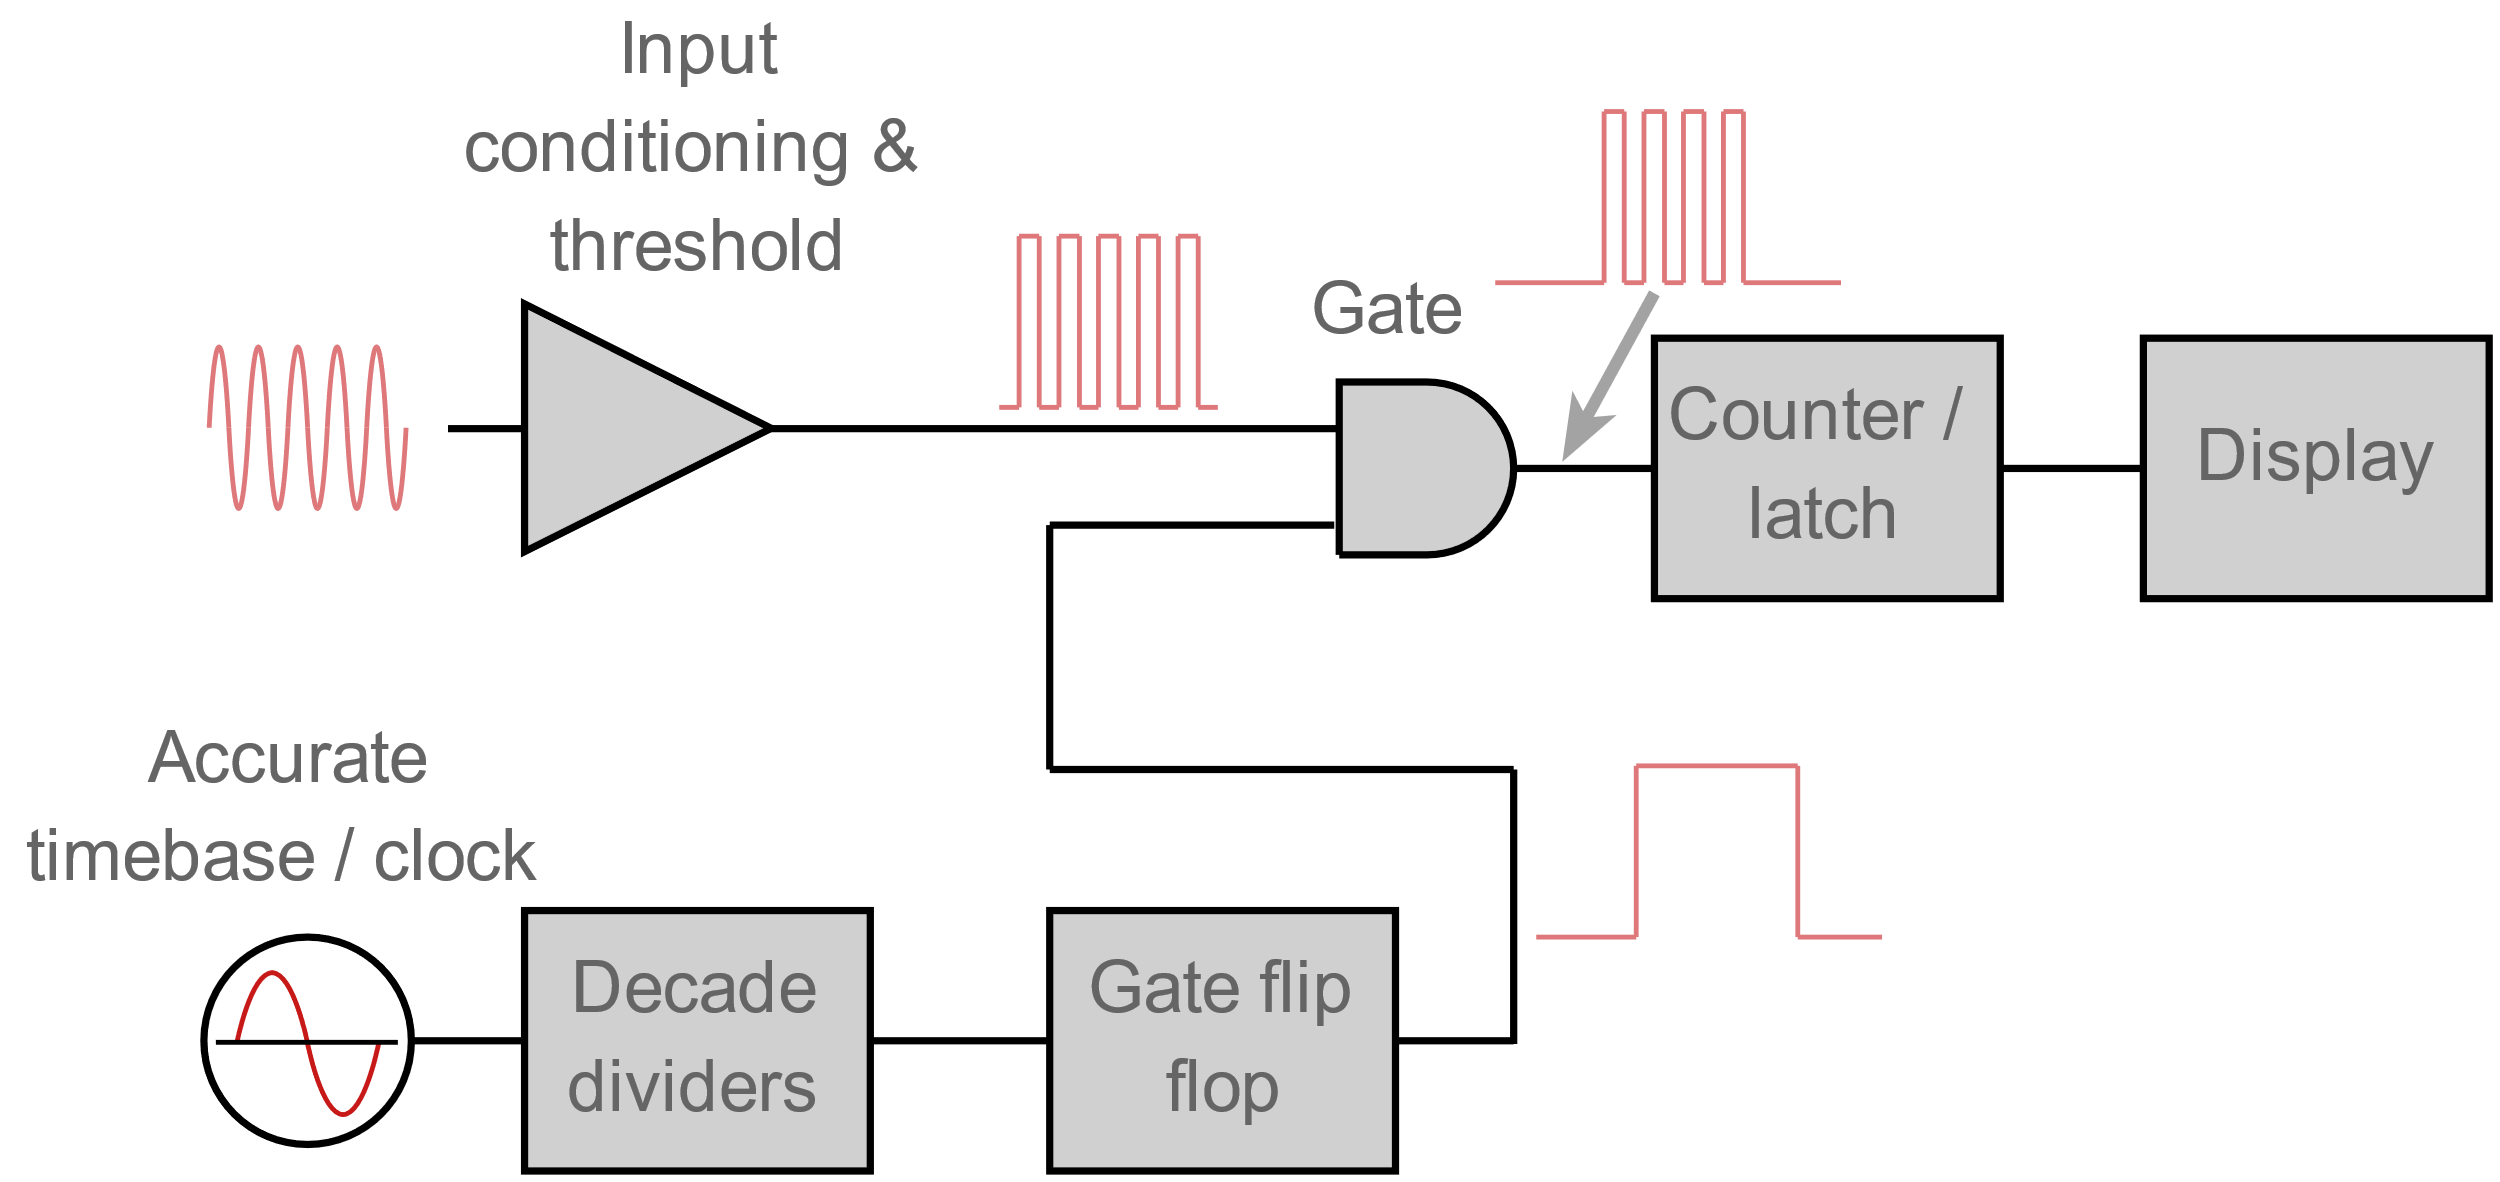 Input
conditioning &
threshold
Gate
Counter /
latch
Display
Accurate
timebase / clock
Decade
dividers
Gate flip
flop